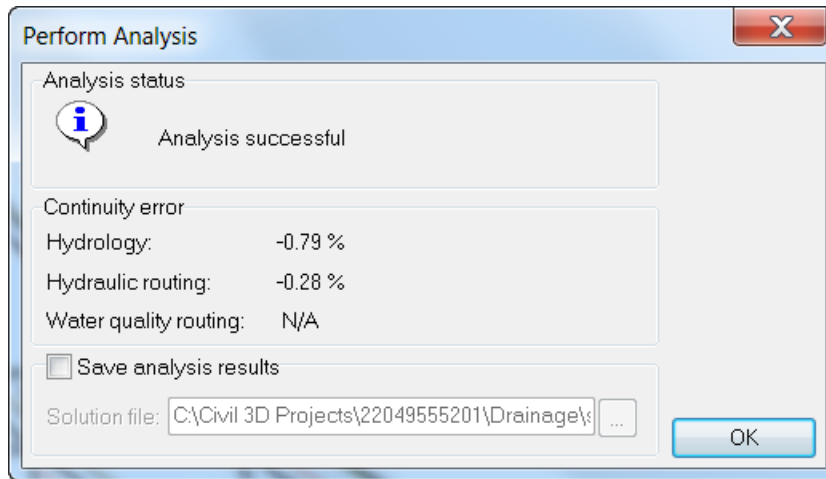 Perform Analysis
Analysis status
Analysis successful
Continuity error
Hydrology: -0.79 %
Hydraulic routing: -0.28 %
Water quality routing: N/A
Save analysis results
Solution file: C:\Civil 3D Projects\22049555201\Drainage\s ...
OK